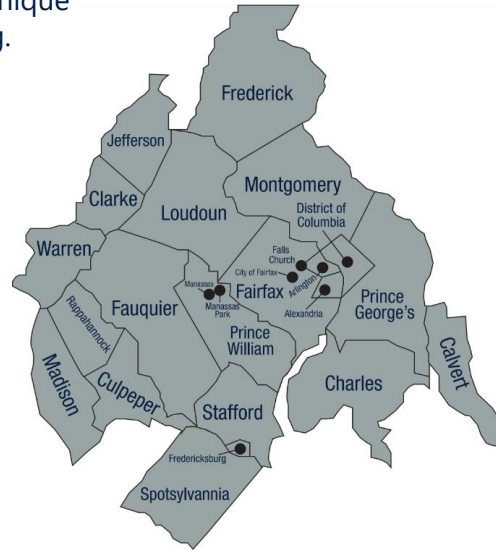 nique
g.
Frederick
Jefferson
Montgomery
Clarke
District of
Columbia
Loudoun
Warren
Falls
Church
City of Fairfax
Arlington
Manassas
Fairfax
Manassas
Park
Alexandria
Prince
George's
Rappahannock
Fauquier
Prince
William
Calvert
Madison
Culpeper
Charles
Stafford
Fredericksburg
Spotsylvannia